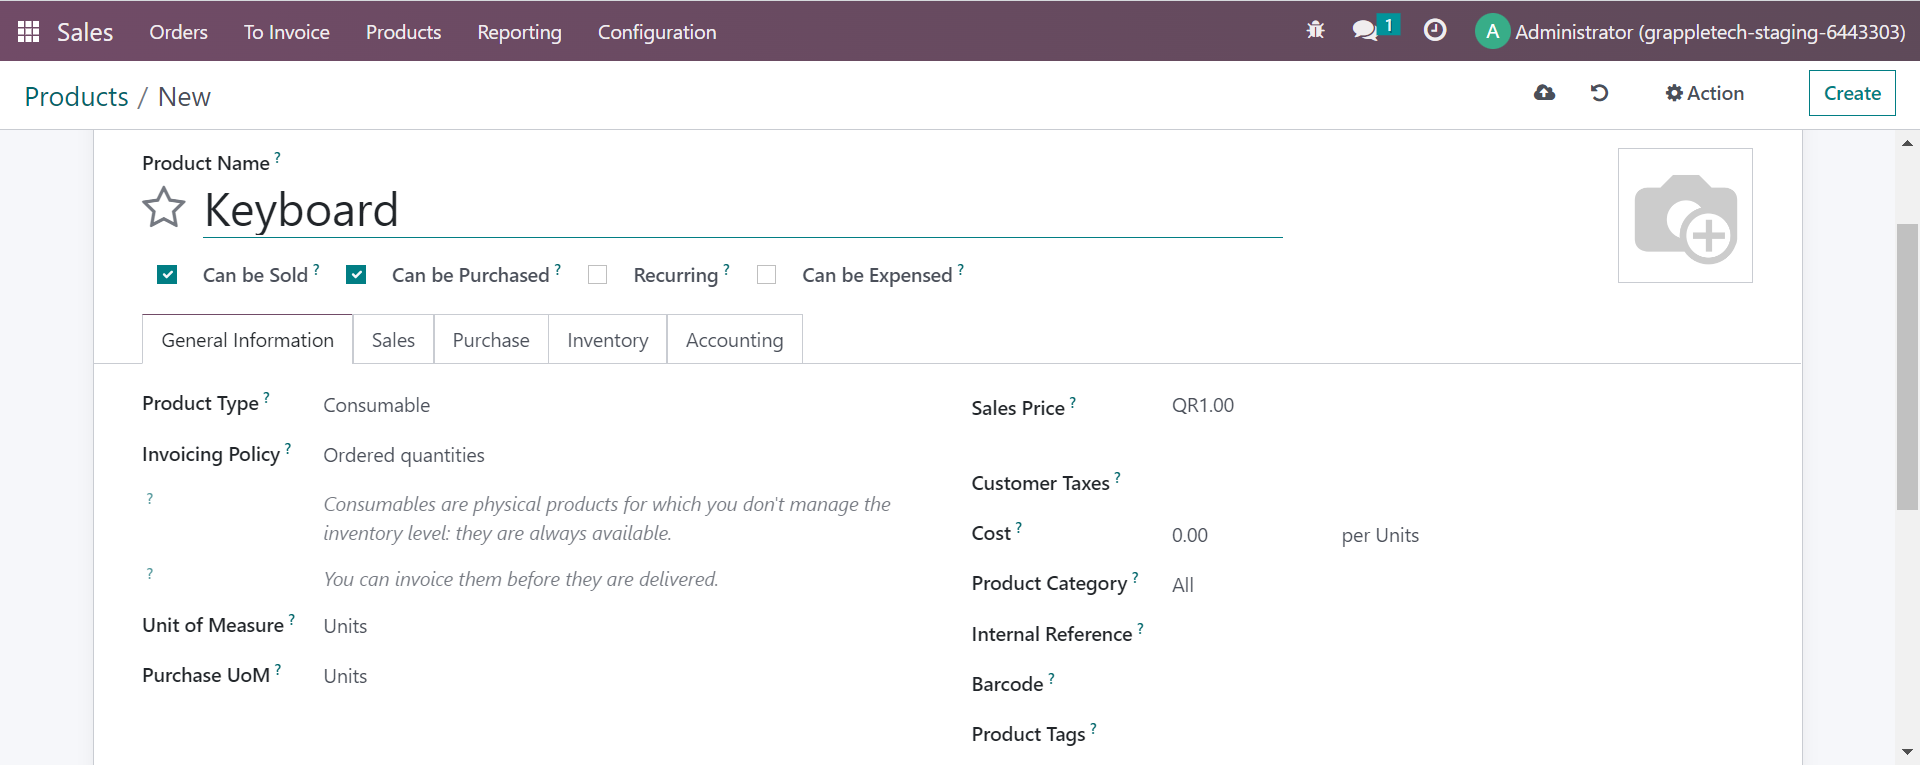 Sales Orders To Invoice Products Reporting Configuration 1 A Administrator (grappletech-staging-6443303)
Products / New Action Create
Product Name ?
Keyboard
Can be Sold ? Can be Purchased ? Recurring ? Can be Expensed ?
General Information Sales Purchase Inventory Accounting
Product Type ? Consumable
Invoicing Policy ? Ordered quantities
? Consumables are physical products for which you don't manage the
inventory level: they are always available.
? You can invoice them before they are delivered.
Unit of Measure ? Units
Purchase UoM ? Units
Sales Price ? QR1.00
Customer Taxes ?
Cost ? 0.00 per Units
Product Category ? All
Internal Reference ?
Barcode ?
Product Tags ?